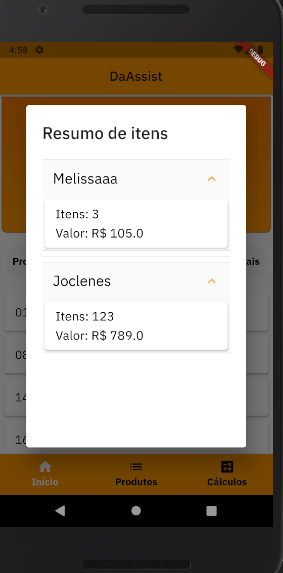 4:58
DEBUG
DaAssist
Resumo de itens
Melissaaa
Itens: 3
Valor: R$ 105.0
Joclenes
Itens: 123
Valor: R$ 789.0
Início
Produtos
Cálculos